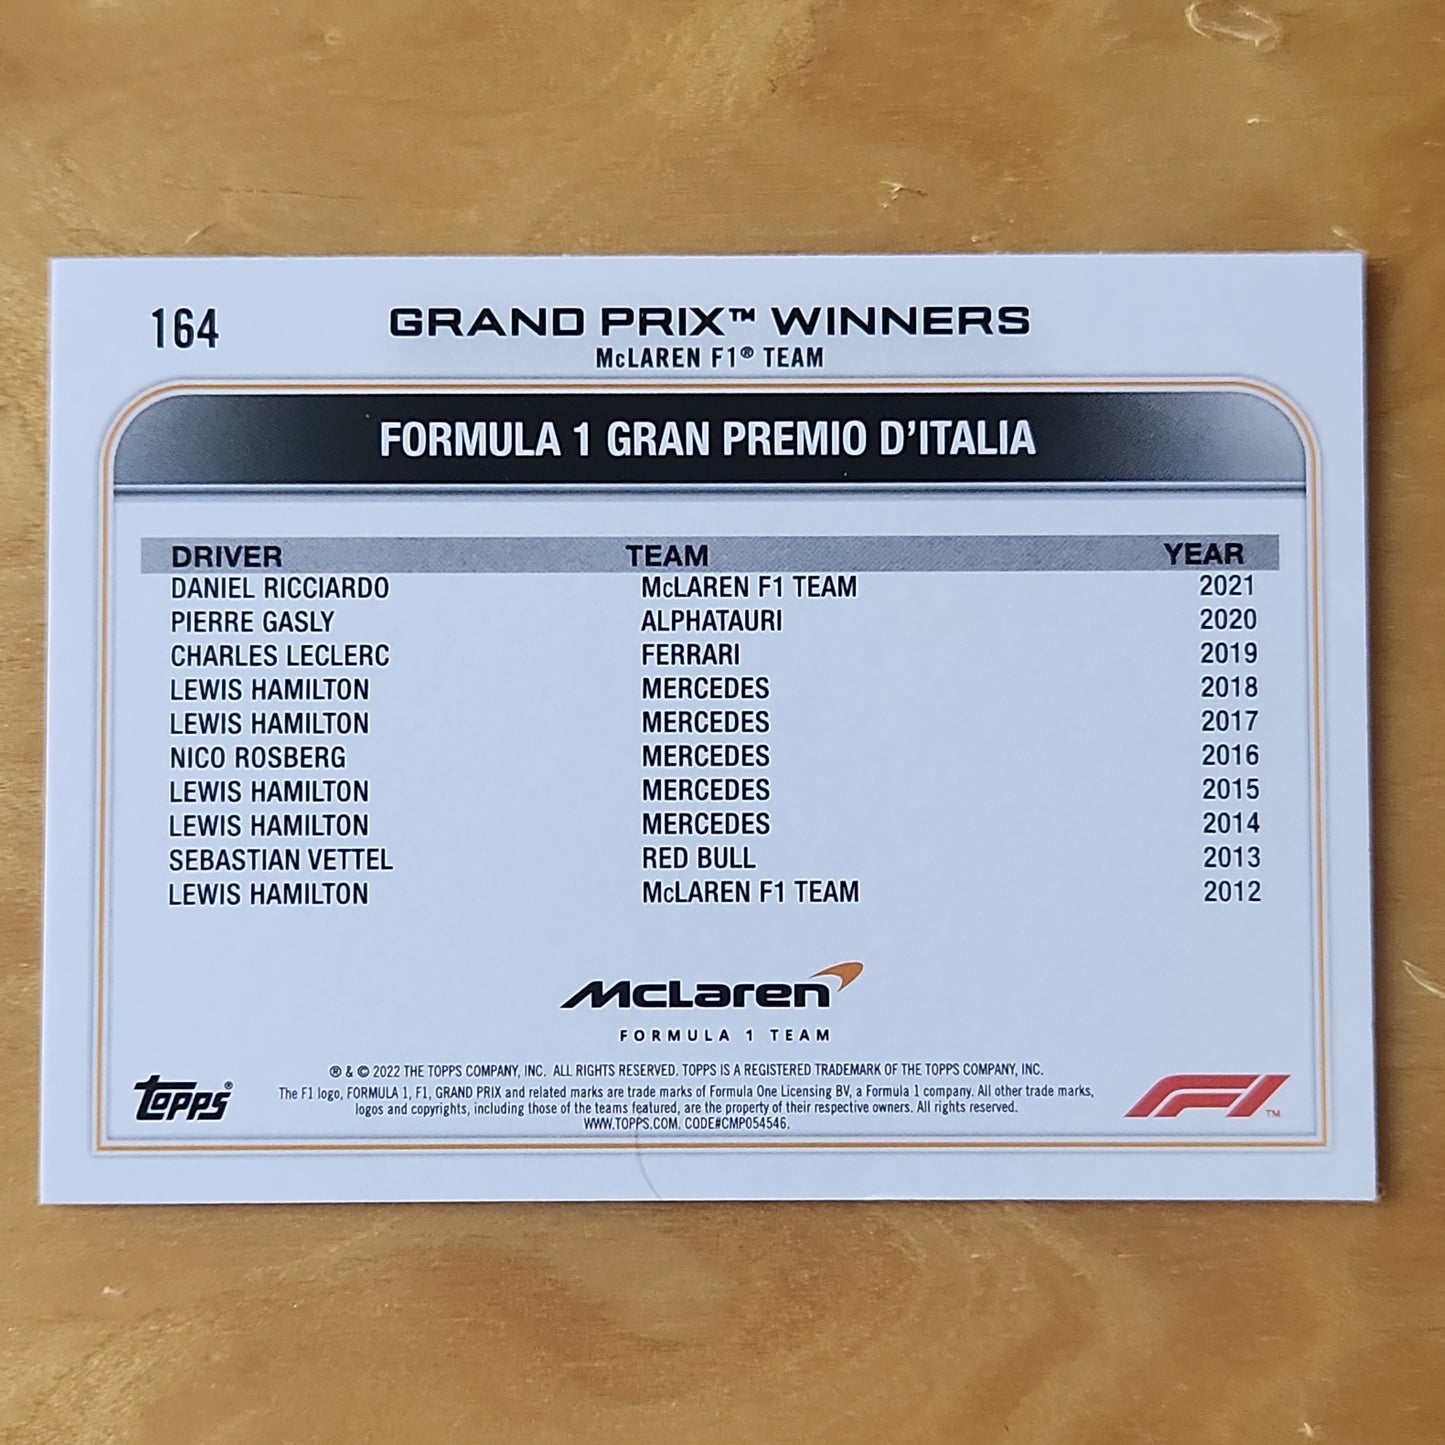 164
GRAND PRIX™ WINNERS
McLAREN F1® TEAM
FORMULA 1 GRAN PREMIO D'ITALIA
DRIVER TEAM YEAR
DANIEL RICCIARDO McLAREN F1 TEAM 2021
PIERRE GASLY ALPHATAURI 2020
CHARLES LECLERC FERRARI 2019
LEWIS HAMILTON MERCEDES 2018
LEWIS HAMILTON MERCEDES 2017
NICO ROSBERG MERCEDES 2016
LEWIS HAMILTON MERCEDES 2015
LEWIS HAMILTON MERCEDES 2014
SEBASTIAN VETTEL RED BULL 2013
LEWIS HAMILTON McLAREN F1 TEAM 2012
McLaren
FORMULA 1 TEAM
® & © 2022 THE TOPPS COMPANY, INC. ALL RIGHTS RESERVED. TOPPS IS A REGISTERED TRADEMARK OF THE TOPPS COMPANY, INC.
The F1 logo, FORMULA 1, F1, GRAND PRIX and related marks are trade marks of Formula One Licensing BV, a Formula 1 company. All other trade marks,
logos and copyrights, including those of the teams featured, are the property of their respective owners. All rights reserved.
WWW.TOPPS.COM. CODE#CMP054546.
topps®
F1™